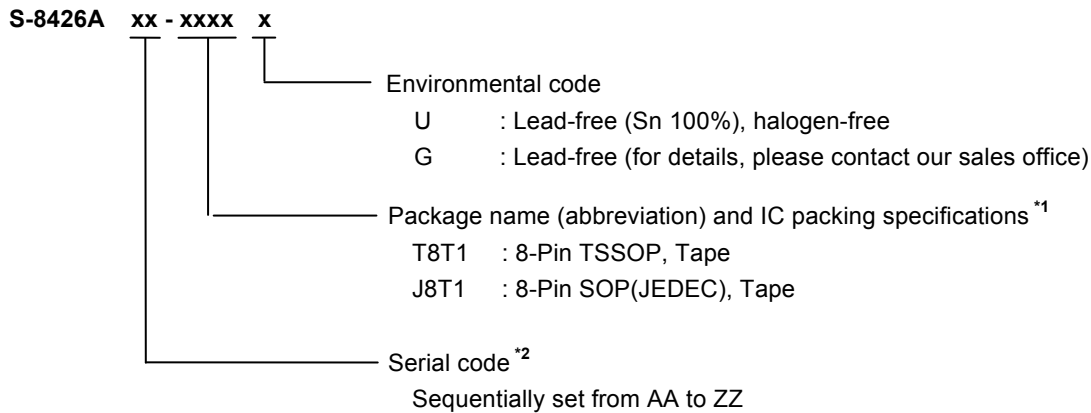 S-8426A xx - xxxx x
Environmental code
U : Lead-free (Sn 100%), halogen-free
G : Lead-free (for details, please contact our sales office)
Package name (abbreviation) and IC packing specifications *1
T8T1 : 8-Pin TSSOP, Tape
J8T1 : 8-Pin SOP(JEDEC), Tape
Serial code *2
Sequentially set from AA to ZZ